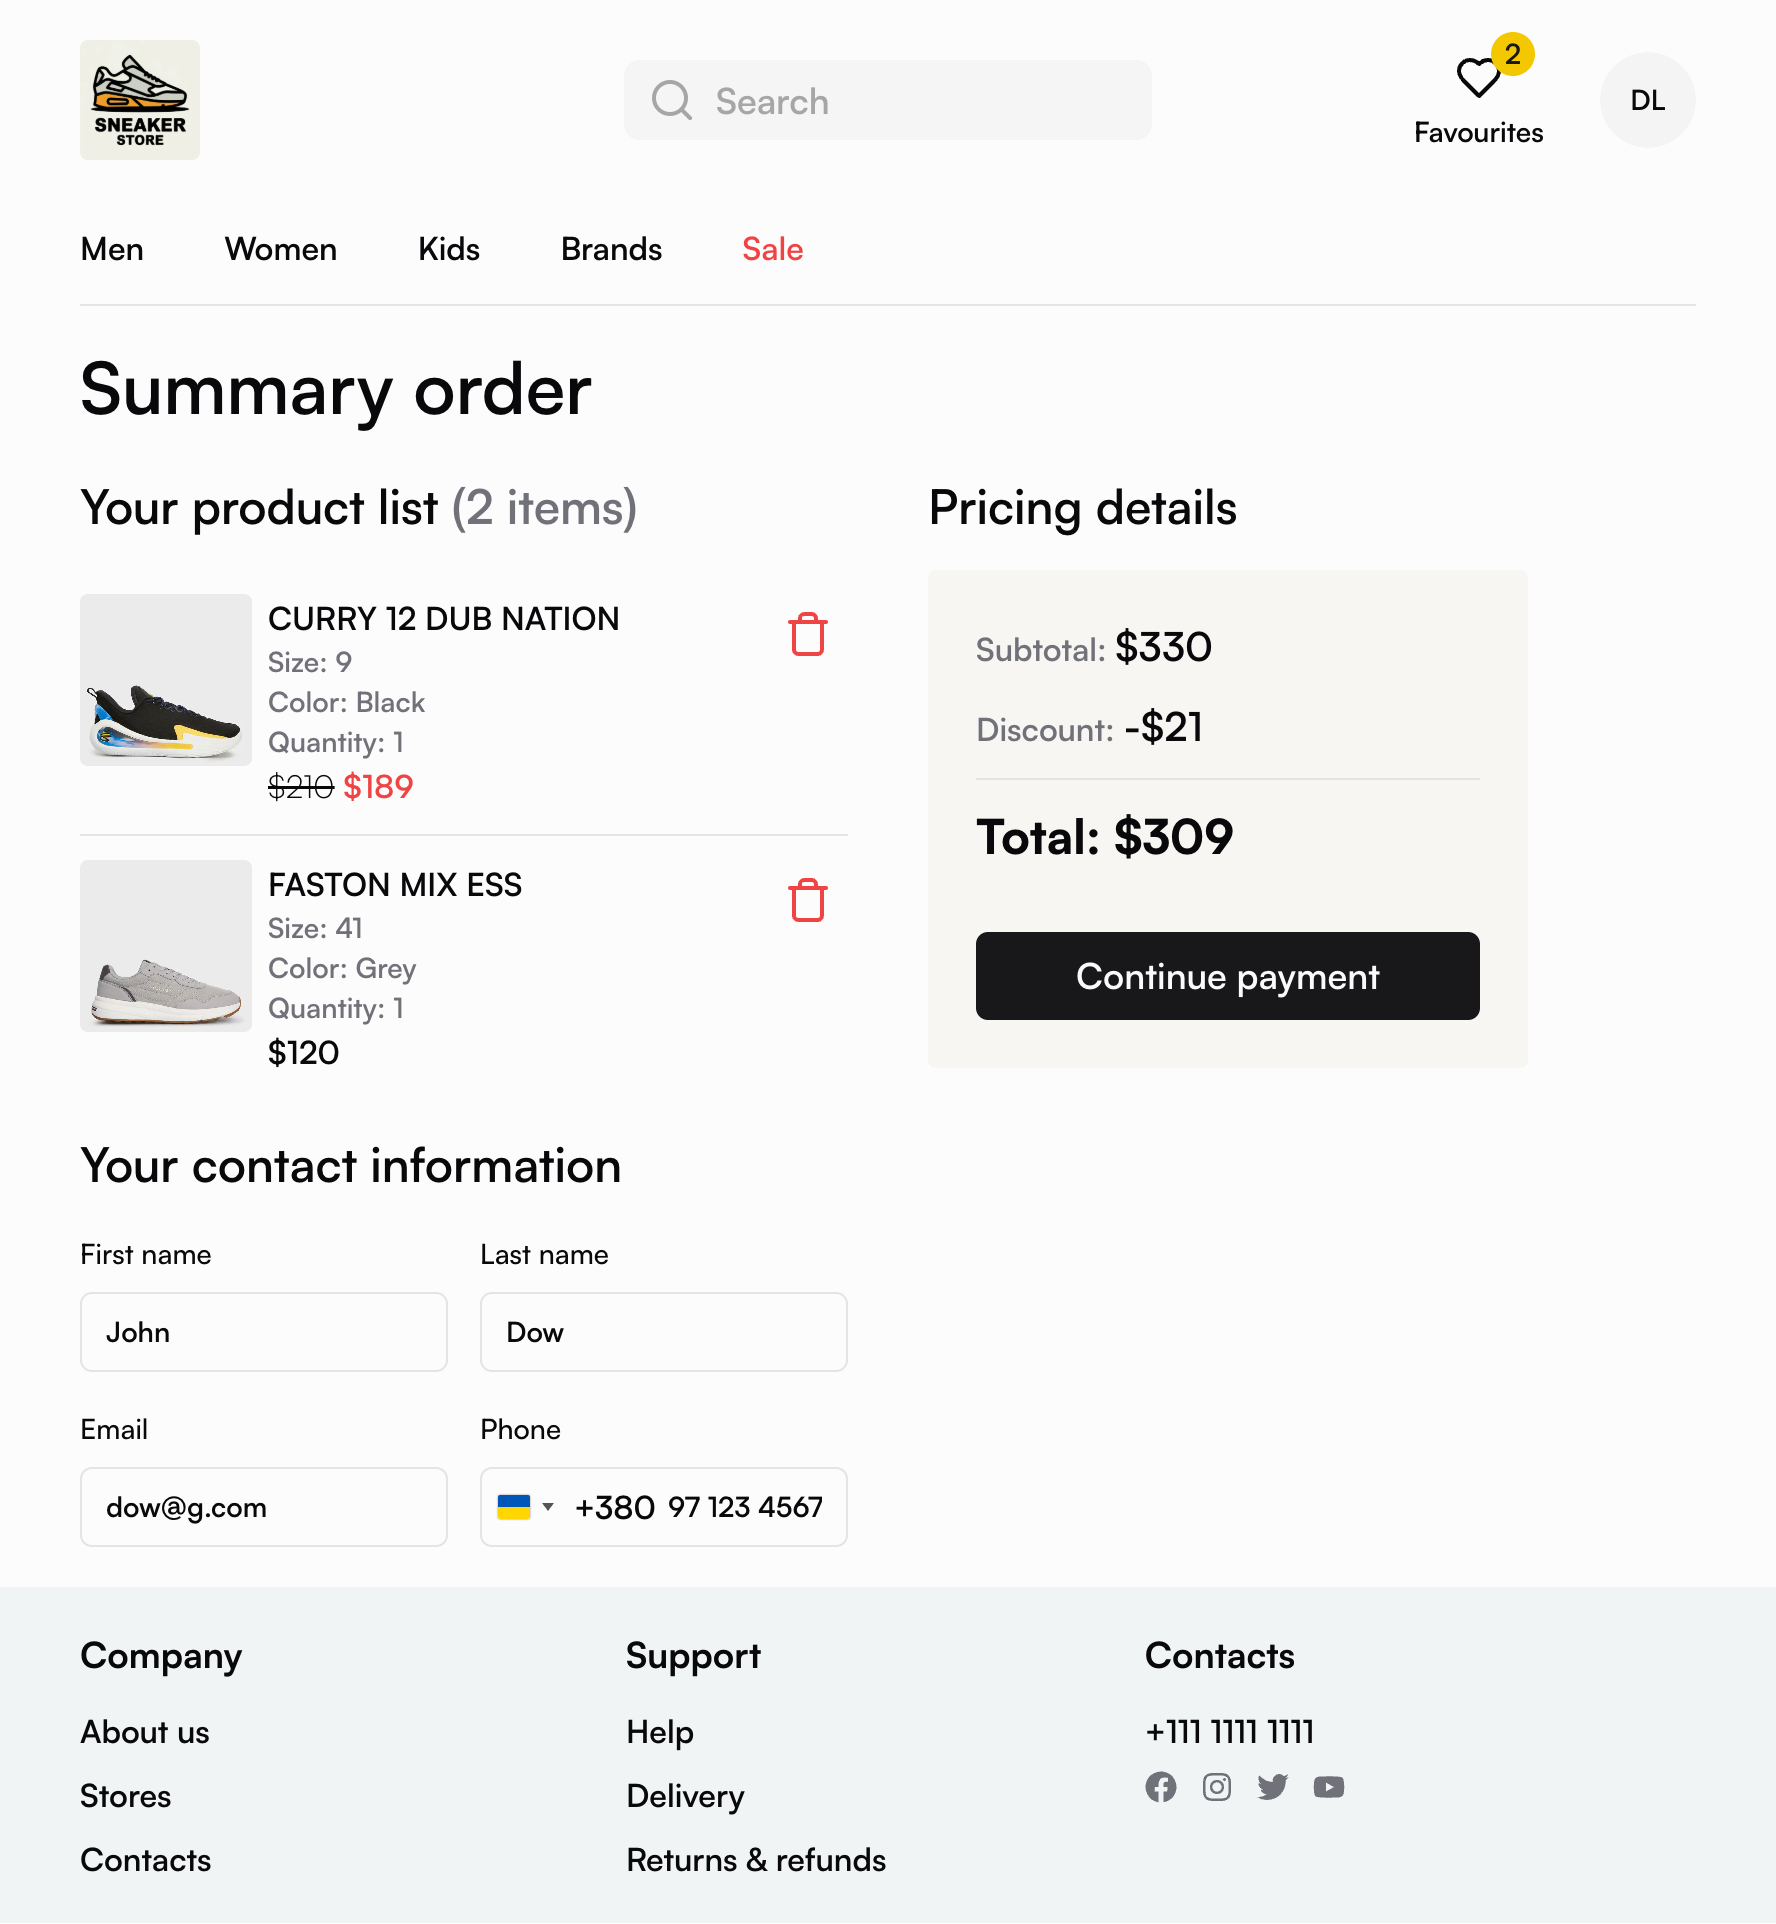 SNEAKER
STORE
Search
2
Favourites
DL
Men Women Kids Brands Sale
Summary order
Your product list (2 items)
CURRY 12 DUB NATION
Size: 9
Color: Black
Quantity: 1
$210 $189
FASTON MIX ESS
Size: 41
Color: Grey
Quantity: 1
$120
Pricing details
Subtotal: $330
Discount: -$21
Total: $309
Continue payment
Your contact information
First name
John
Last name
Dow
Email
dow@g.com
Phone
+380 97 123 4567
Company
About us
Stores
Contacts
Support
Help
Delivery
Returns & refunds
Contacts
+111 1111 1111